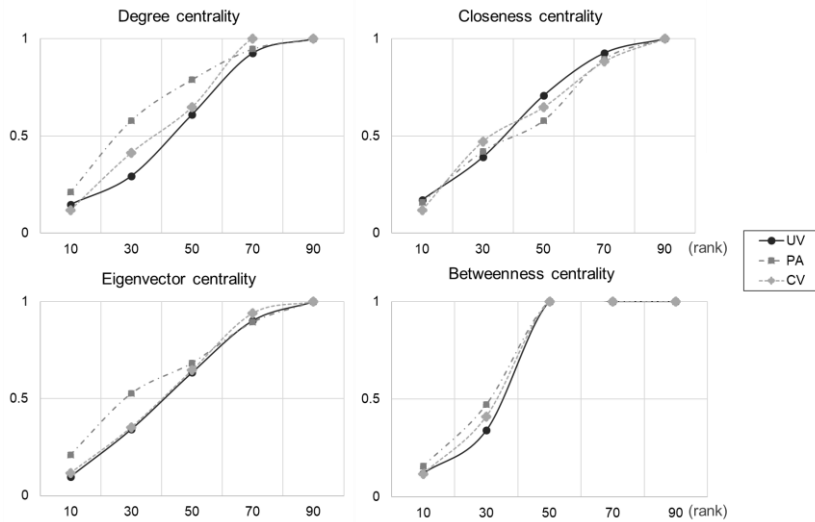 Degree centrality
Closeness centrality
1
0.5
0
10 30 50 70 90
1
0.5
0
10 30 50 70 90 (rank)
UV
PA
CV
Eigenvector centrality
Betweenness centrality
1
0.5
0
10 30 50 70 90
1
0.5
0
10 30 50 70 90 (rank)